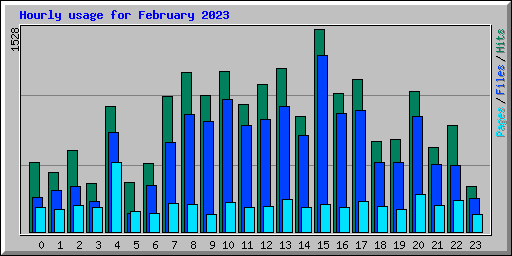 Hourly usage for February 2023
1528
Pages/Files/Hits
0 1 2 3 4 5 6 7 8 9 10 11 12 13 14 15 16 17 18 19 20 21 22 23